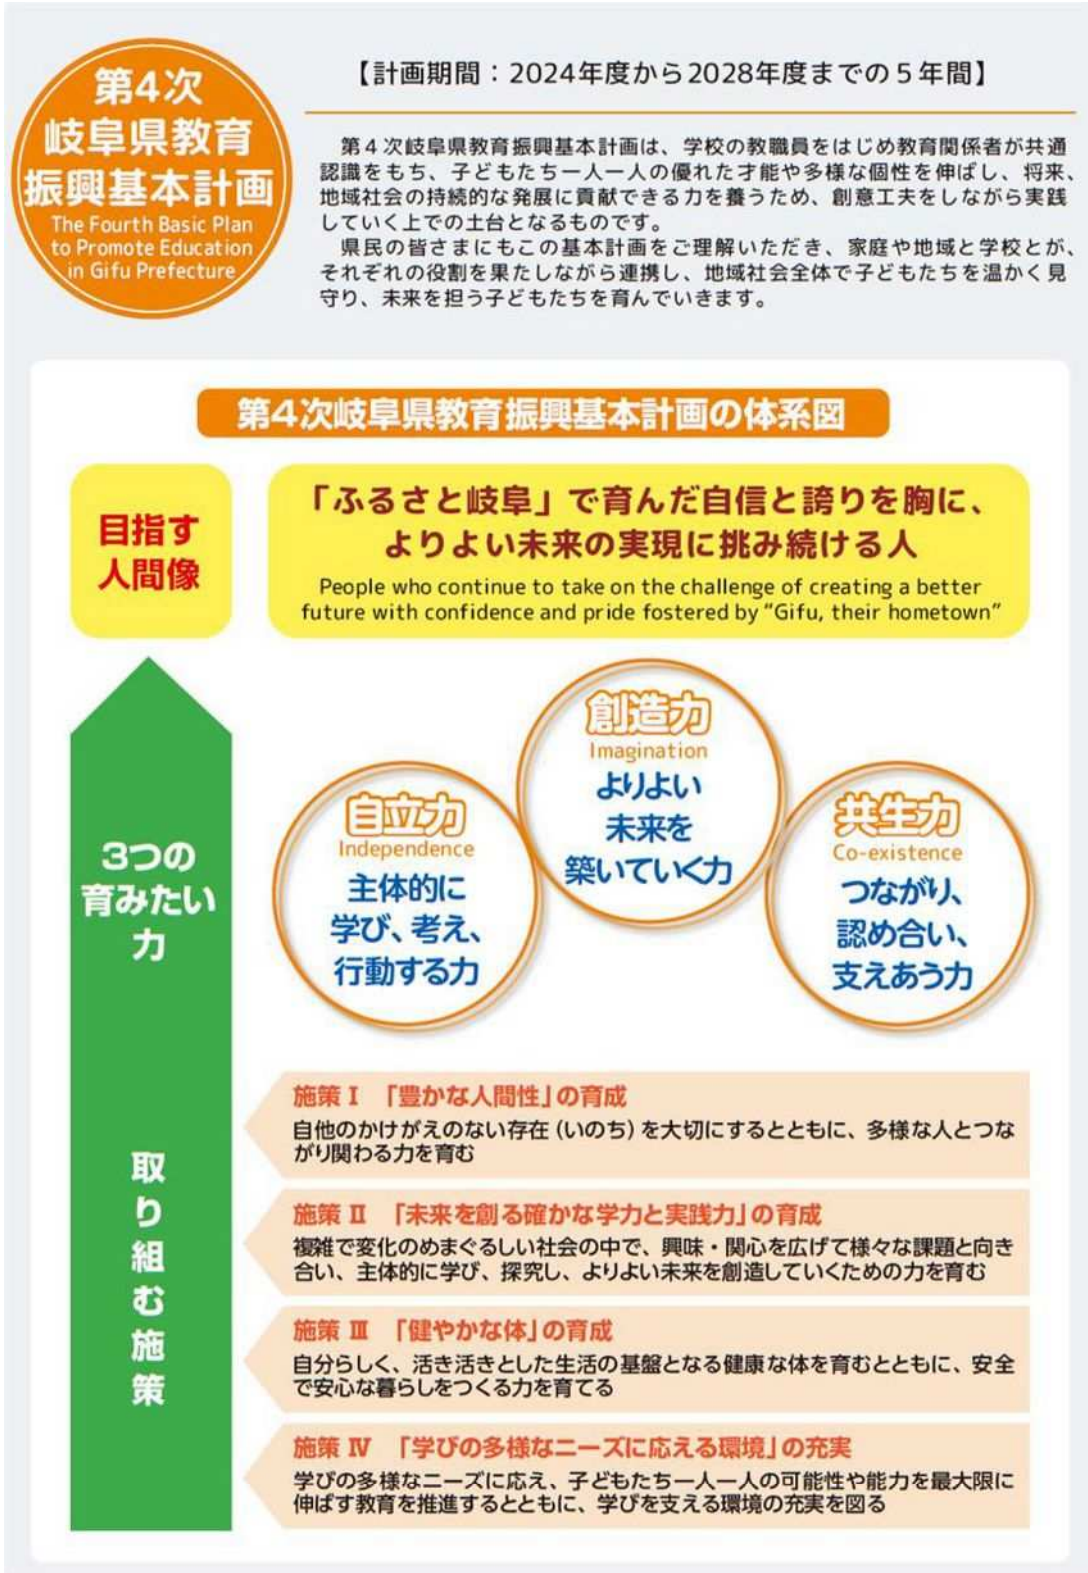 第4次
岐阜県教育
振興基本計画
The Fourth Basic Plan
to Promote Education
in Gifu Prefecture
【計画期間：2024年度から2028年度までの５年間】
第４次岐阜県教育振興基本計画は、学校の教職員をはじめ教育関係者が共通
認識をもち、子どもたち一人一人の優れた才能や多様な個性を伸ばし、将来、
地域社会の持続的な発展に貢献できる力を養うため、創意工夫をしながら実践
していく上での土台となるものです。
県民の皆さまにもこの基本計画をご理解いただき、家庭や地域と学校とが、
それぞれの役割を果たしながら連携し、地域社会全体で子どもたちを温かく見
守り、未来を担う子どもたちを育んでいきます。
第4次岐阜県教育振興基本計画の体系図
目指す
人間像
「ふるさと岐阜」で育んだ自信と誇りを胸に、
よりよい未来の実現に挑み続ける人
People who continue to take on the challenge of creating a better
future with confidence and pride fostered by “Gifu, their hometown”
3つの
育みたい
力
創造力
Imagination
よりよい
未来を
築いていく力
自立力
Independence
主体的に
学び、考え、
行動する力
共生力
Co-existence
つながり、
認め合い、
支えあう力
取り組む施策
施策 Ⅰ 「豊かな人間性」の育成
自他のかけがえのない存在（いのち）を大切にするとともに、多様な人とつな
がり関わる力を育む
施策 Ⅱ 「未来を創る確かな学力と実践力」の育成
複雑で変化のめまぐるしい社会の中で、興味・関心を広げて様々な課題と向き
合い、主体的に学び、探究し、よりよい未来を創造していくための力を育む
施策 Ⅲ 「健やかな体」の育成
自分らしく、活き活きとした生活の基盤となる健康な体を育むとともに、安全
で安心な暮らしをつくる力を育てる
施策 Ⅳ 「学びの多様なニーズに応える環境」の充実
学びの多様なニーズに応え、子どもたち一人一人の可能性や能力を最大限に
伸ばす教育を推進するとともに、学びを支える環境の充実を図る